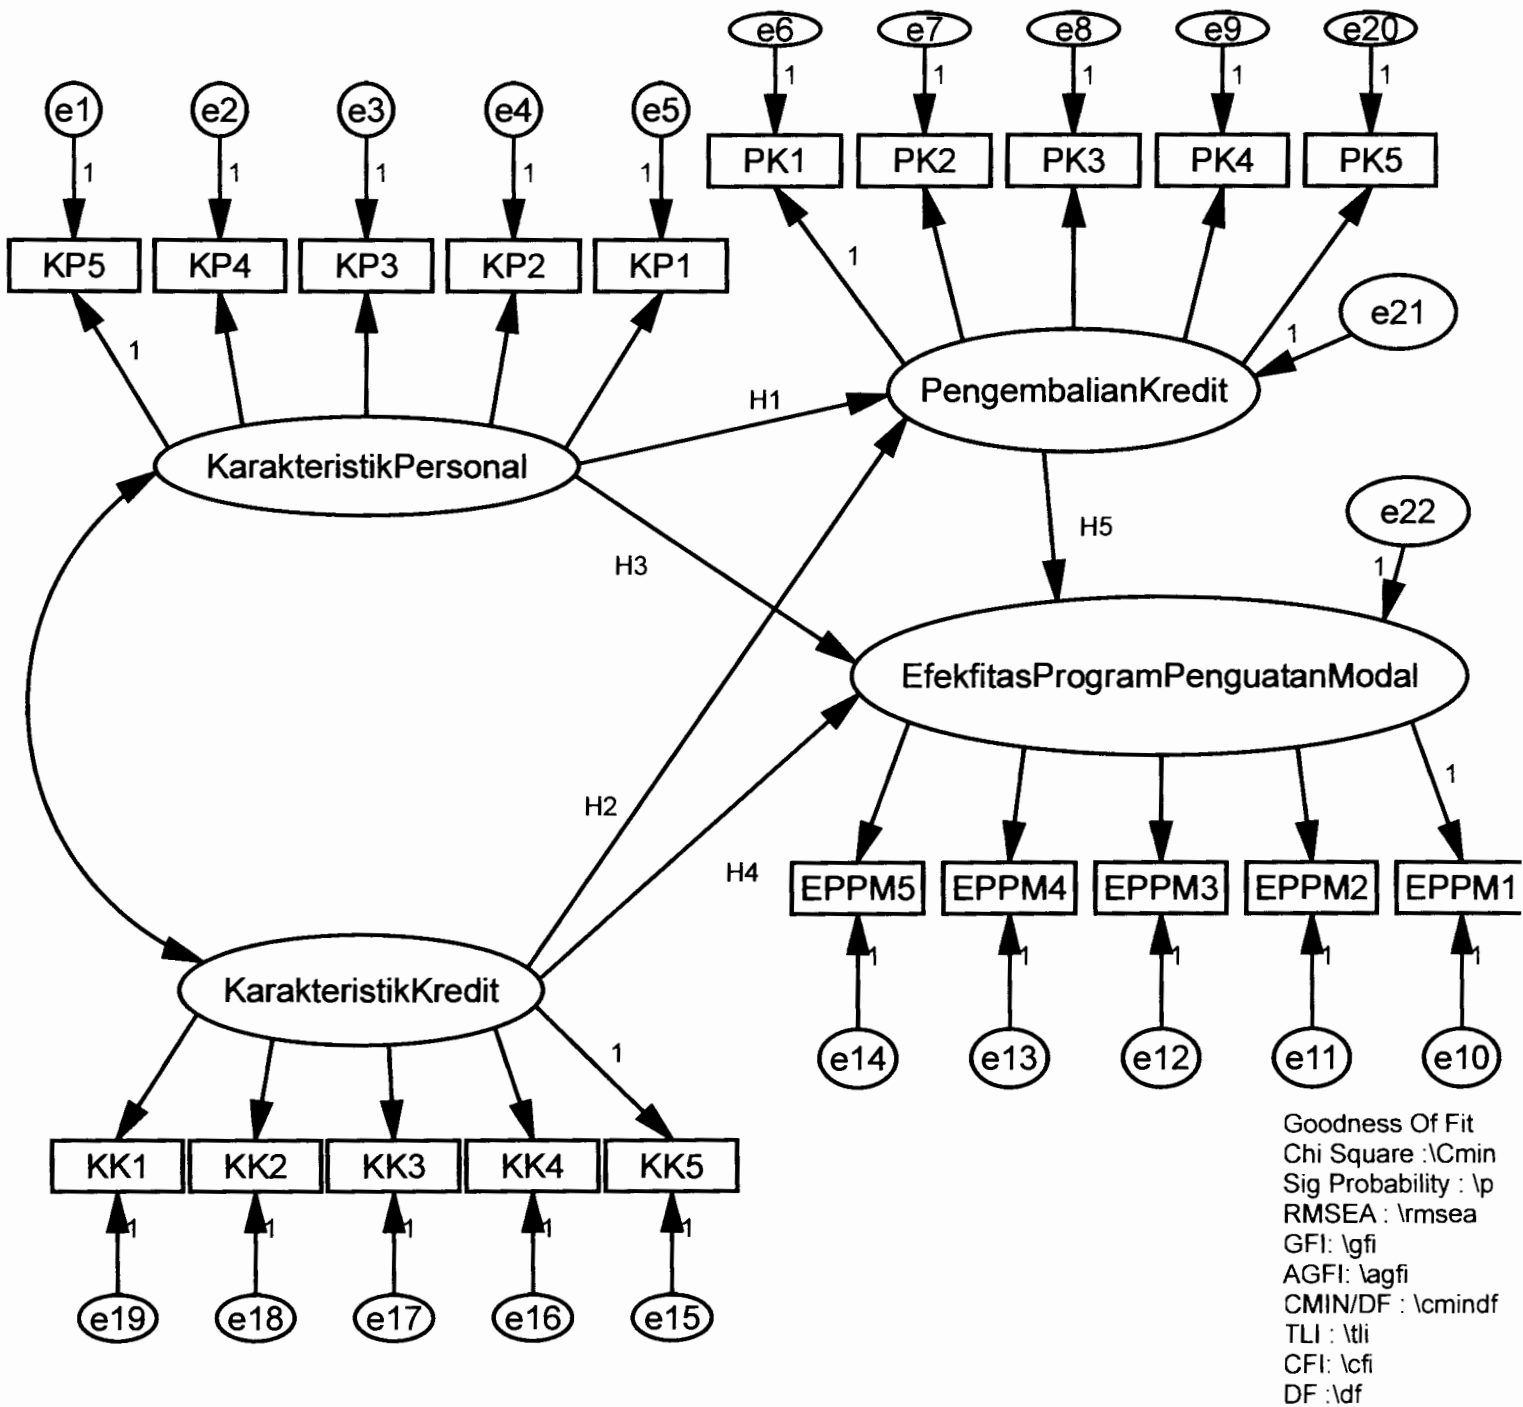 e6 e7 e8 e9 e20
1 1 1 1 1
e1 e2 e3 e4 e5
1 1 1 1 1
PK1 PK2 PK3 PK4 PK5
KP5 KP4 KP3 KP2 KP1
1
1
e21
1
H1
PengembalianKredit
KarakteristikPersonal
e22
H5
H3
1
EfekfitasProgramPenguatanModal
1
H2
H4
EPPM5 EPPM4 EPPM3 EPPM2 EPPM1
1 1 1 1 1
KarakteristikKredit
1
e14 e13 e12 e11 e10
KK1 KK2 KK3 KK4 KK5
1 1 1 1 1
e19 e18 e17 e16 e15
Goodness Of Fit
Chi Square :\Cmin
Sig Probability : \p
RMSEA : \rmsea
GFI: \gfi
AGFI: \agfi
CMIN/DF : \cmindf
TLI : \tli
CFI: \cfi
DF :\df